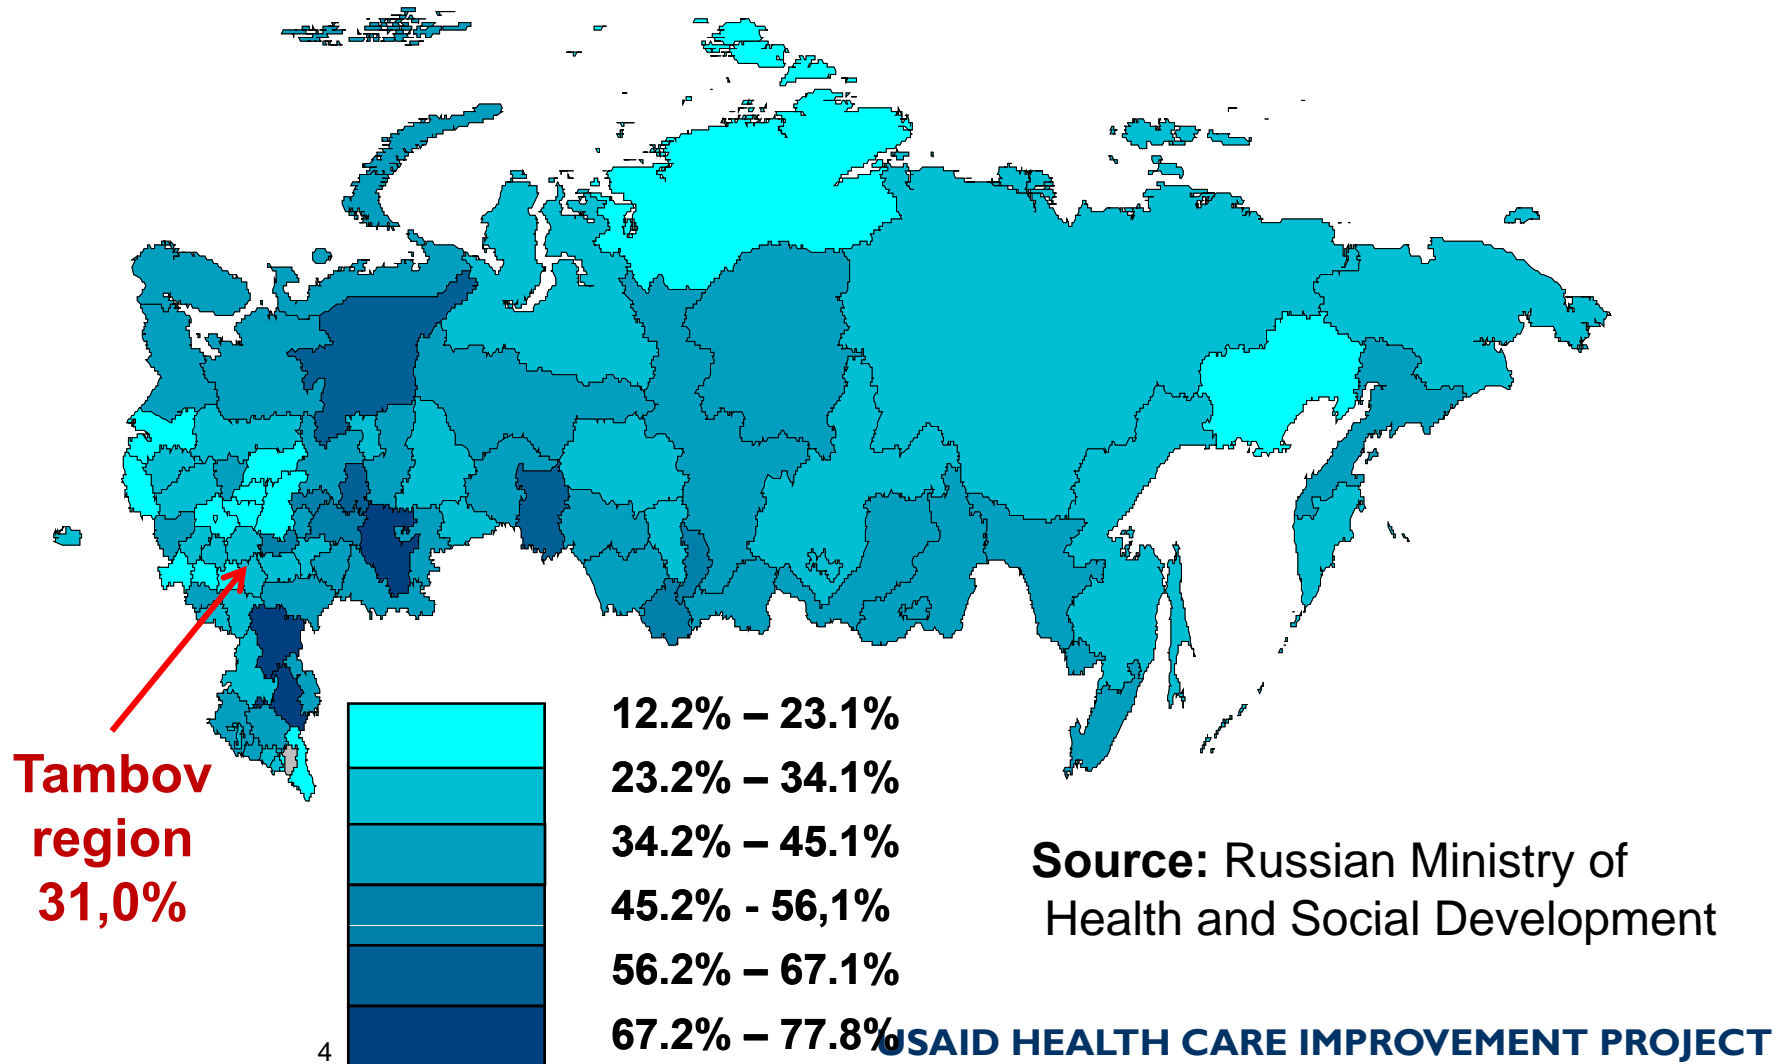 Tambov
region
31,0%
12.2% – 23.1%
23.2% – 34.1%
34.2% – 45.1%
45.2% - 56,1%
56.2% – 67.1%
67.2% – 77.8%
Source: Russian Ministry of
Health and Social Development
4
USAID HEALTH CARE IMPROVEMENT PROJECT